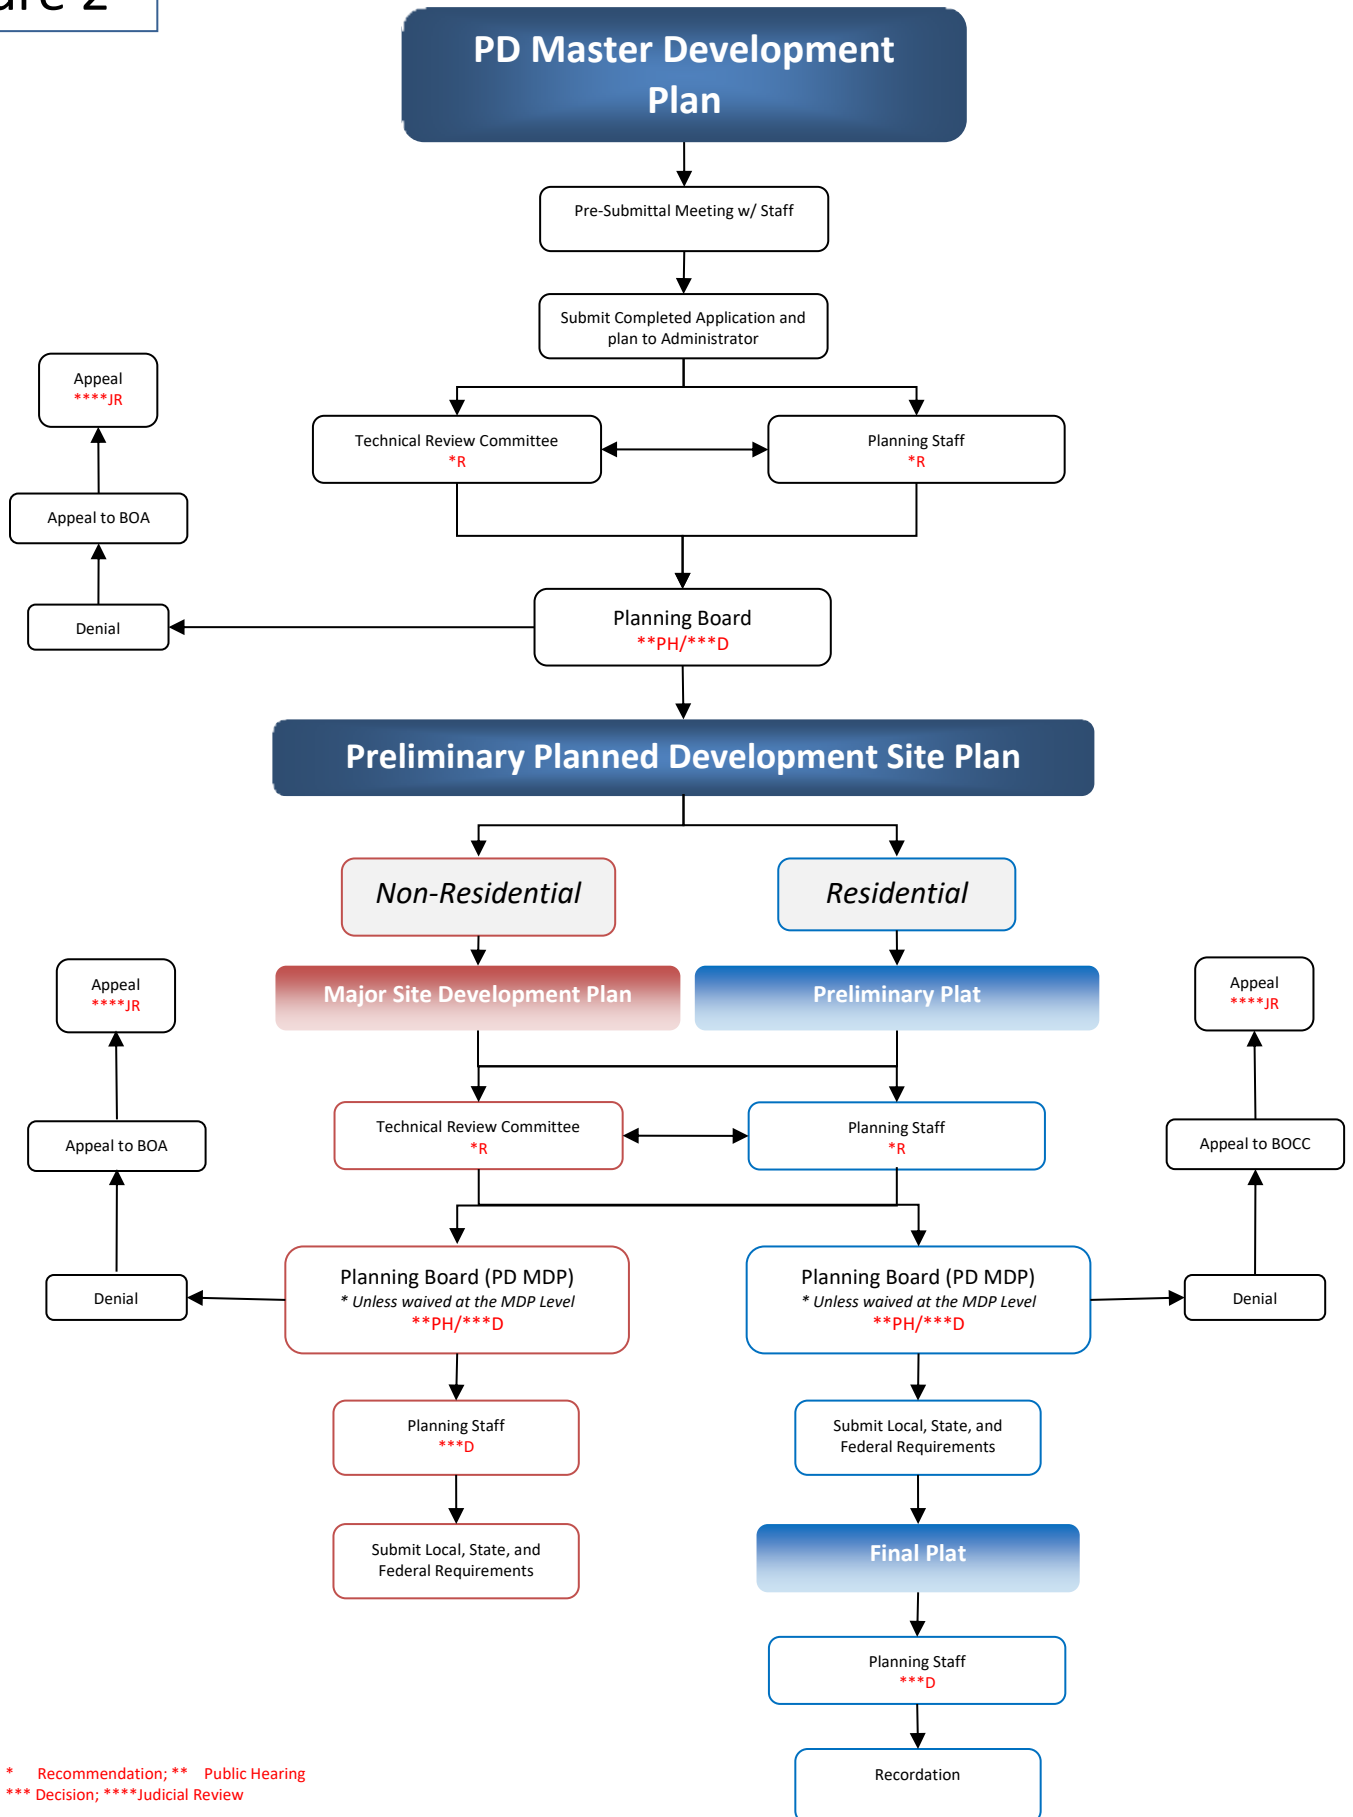 2
PD Master Development
Plan
Pre-Submittal Meeting w/ Staff
Submit Completed Application and
plan to Administrator
Appeal
****JR
Technical Review Committee
*R
Planning Staff
*R
Appeal to BOA
Denial
Planning Board
**PH/***D
Preliminary Planned Development Site Plan
Non-Residential
Residential
Appeal
****JR
Major Site Development Plan
Preliminary Plat
Appeal
****JR
Technical Review Committee
*R
Planning Staff
*R
Appeal to BOA
Appeal to BOCC
Denial
Planning Board (PD MDP)
* Unless waived at the MDP Level
**PH/***D
Planning Board (PD MDP)
* Unless waived at the MDP Level
**PH/***D
Denial
Planning Staff
***D
Submit Local, State, and
Federal Requirements
Submit Local, State, and
Federal Requirements
Final Plat
Planning Staff
***D
Recordation
* Recommendation; ** Public Hearing
*** Decision; ****Judicial Review